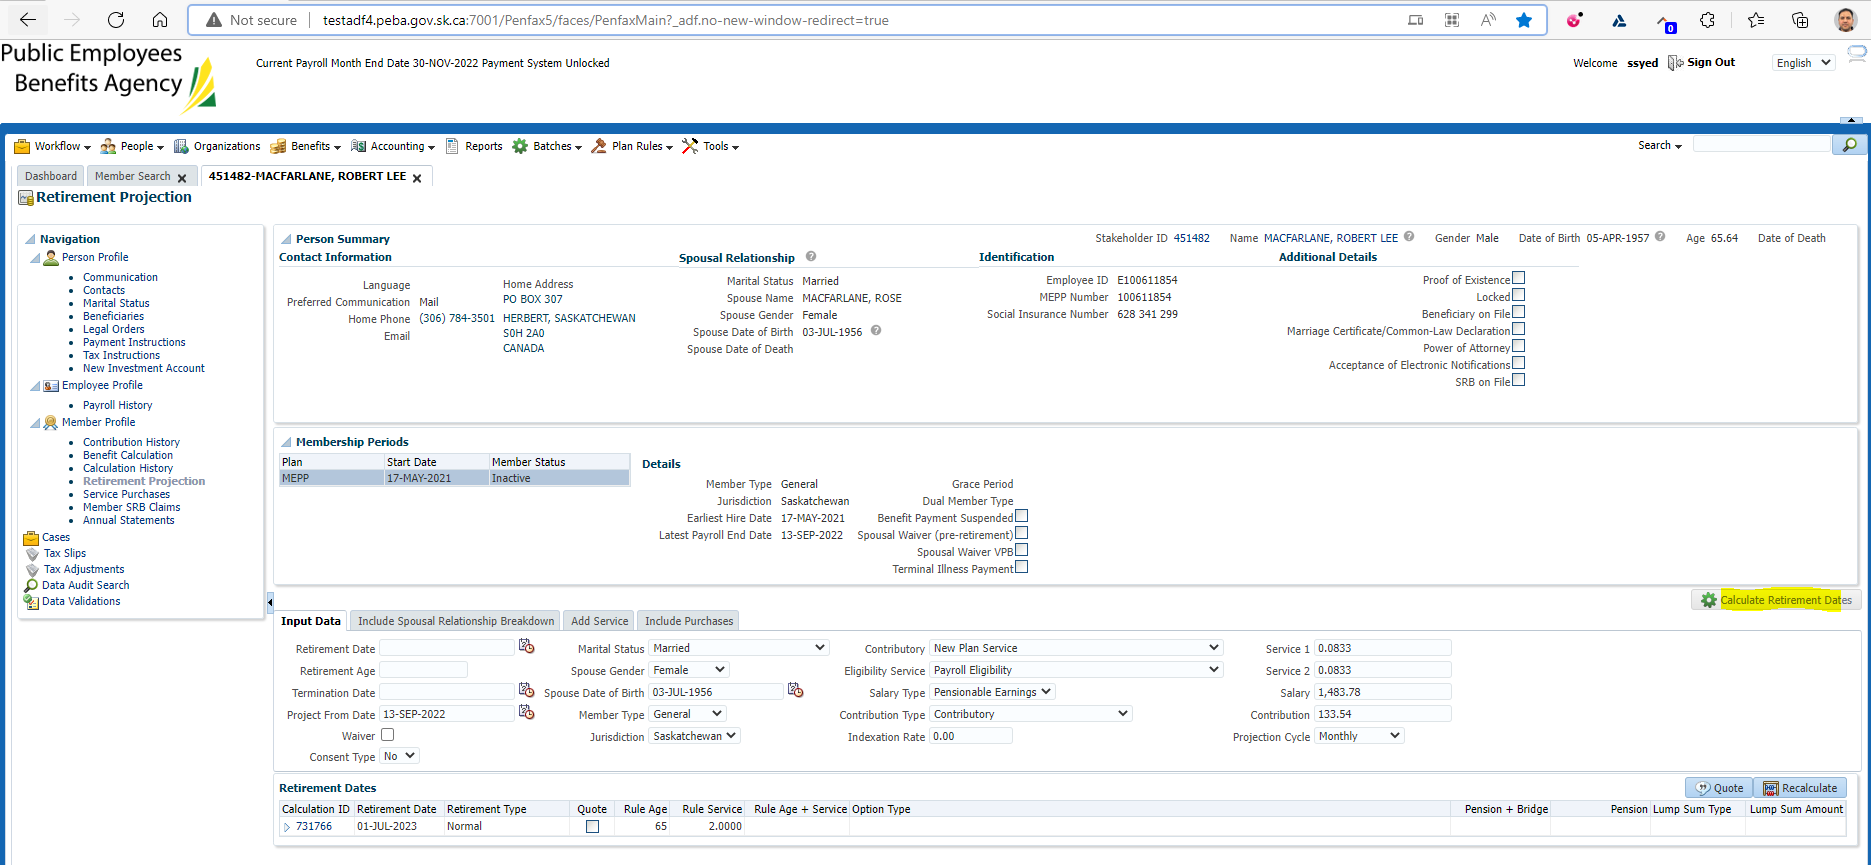 Not secure testadf4.peba.gov.sk.ca:7001/Penfax5/faces/PenfaxMain?_adf.no-new-window-redirect=true 0
Public Employees
Benefits Agency
Current Payroll Month End Date 30-NOV-2022 Payment System Unlocked
Welcome ssyed Sign Out English
Workflow People Organizations Benefits Accounting Reports Batches Plan Rules Tools Search
Dashboard Member Search 451482-MACFARLANE, ROBERT LEE
Retirement Projection
Navigation
Person Profile
Communication
Contacts
Marital Status
Beneficiaries
Legal Orders
Payment Instructions
Tax Instructions
New Investment Account
Employee Profile
Payroll History
Member Profile
Contribution History
Benefit Calculation
Calculation History
Retirement Projection
Service Purchases
Member SRB Claims
Annual Statements
Cases
Tax Slips
Tax Adjustments
Data Audit Search
Data Validations
Person Summary Stakeholder ID 451482 Name MACFARLANE, ROBERT LEE Gender Male Date of Birth 05-APR-1957 Age 65.64 Date of Death
Contact Information
Language
Preferred Communication Mail
Home Phone (306) 784-3501
Email
Home Address
PO BOX 307
HERBERT, SASKATCHEWAN
S0H 2A0
CANADA
Spousal Relationship
Marital Status Married
Spouse Name MACFARLANE, ROSE
Spouse Gender Female
Spouse Date of Birth 03-JUL-1956
Spouse Date of Death
Identification
Employee ID E100611854
MEPP Number 100611854
Social Insurance Number 628 341 299
Additional Details
Proof of Existence
Locked
Beneficiary on File
Marriage Certificate/Common-Law Declaration
Power of Attorney
Acceptance of Electronic Notifications
SRB on File
Membership Periods
Plan Start Date Member Status
MEPP 17-MAY-2021 Inactive
Details
Member Type General
Jurisdiction Saskatchewan
Earliest Hire Date 17-MAY-2021
Latest Payroll End Date 13-SEP-2022
Grace Period
Dual Member Type
Benefit Payment Suspended
Spousal Waiver (pre-retirement)
Spousal Waiver VPB
Terminal Illness Payment
Calculate Retirement Dates
Input Data Include Spousal Relationship Breakdown Add Service Include Purchases
Retirement Date
Retirement Age
Termination Date
Project From Date 13-SEP-2022
Waiver
Consent Type No
Marital Status Married
Spouse Gender Female
Spouse Date of Birth 03-JUL-1956
Member Type General
Jurisdiction Saskatchewan
Contributory New Plan Service
Eligibility Service Payroll Eligibility
Salary Type Pensionable Earnings
Contribution Type Contributory
Indexation Rate 0.00
Service 1 0.0833
Service 2 0.0833
Salary 1,483.78
Contribution 133.54
Projection Cycle Monthly
Retirement Dates Quote Recalculate
Calculation ID Retirement Date Retirement Type Quote Rule Age Rule Service Rule Age + Service Option Type Pension + Bridge Pension Lump Sum Type Lump Sum Amount
731766 01-JUL-2023 Normal 65 2.0000